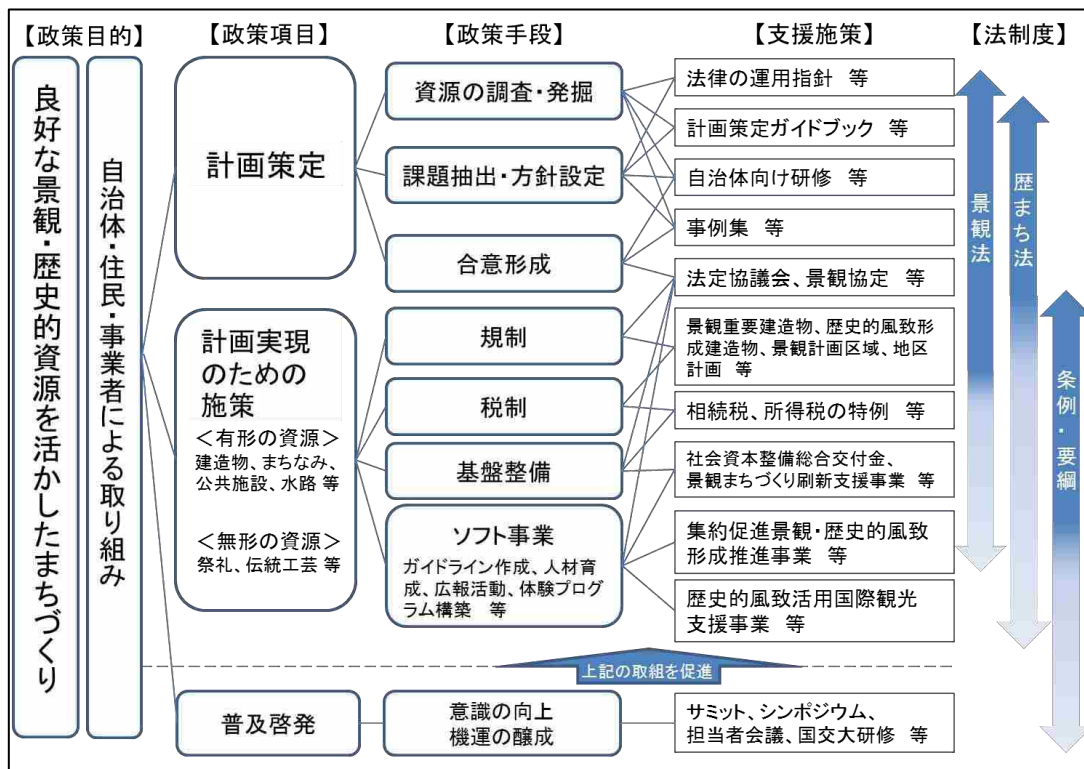 【政策目的】
【政策項目】
【政策手段】
【支援施策】
【法制度】
良好な景観・歴史的資源を活かしたまちづくり
自治体・住民・事業者による取り組み
計画策定
計画実現
のための
施策
＜有形の資源＞
建造物、まちなみ、
公共施設、水路 等
＜無形の資源＞
祭礼、伝統工芸 等
普及啓発
資源の調査・発掘
課題抽出・方針設定
合意形成
規制
税制
基盤整備
ソフト事業
ガイドライン作成、人材育
成、広報活動、体験プログ
ラム構築　等
意識の向上
機運の醸成
法律の運用指針　等
計画策定ガイドブック　等
自治体向け研修　等
事例集　等
法定協議会、景観協定　等
景観重要建造物、歴史的風致形
成建造物、景観計画区域、地区
計画　等
相続税、所得税の特例　等
社会資本整備総合交付金、
景観まちづくり刷新支援事業　等
集約促進景観・歴史的風致
形成推進事業　等
歴史的風致活用国際観光
支援事業　等
上記の取組を促進
サミット、シンポジウム、
担当者会議、国交大研修　等
景観法
歴まち法
条例・要綱